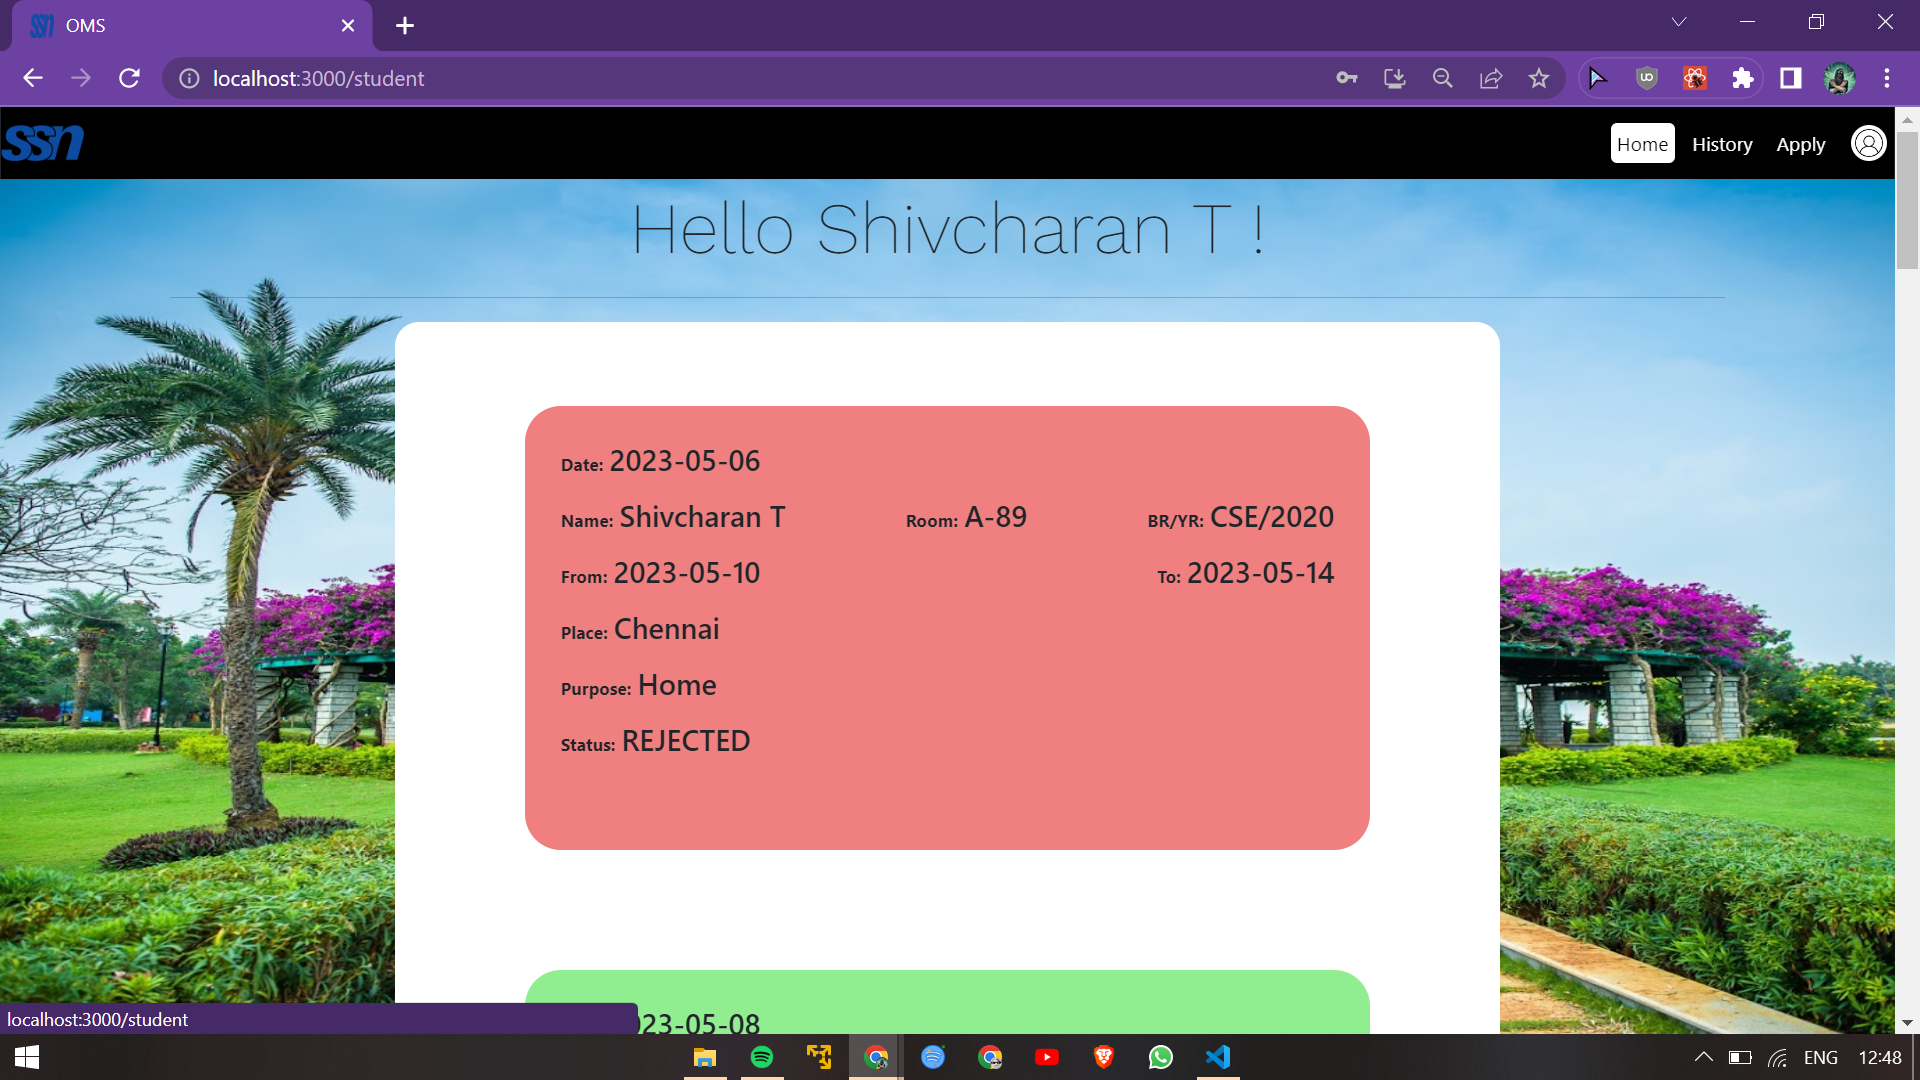 OMS
localhost:3000/student
ssn
Home History Apply
Hello Shivcharan T !
Date: 2023-05-06
Name: Shivcharan T Room: A-89 BR/YR: CSE/2020
From: 2023-05-10 To: 2023-05-14
Place: Chennai
Purpose: Home
Status: REJECTED
023-05-08
localhost:3000/student
ENG 12:48